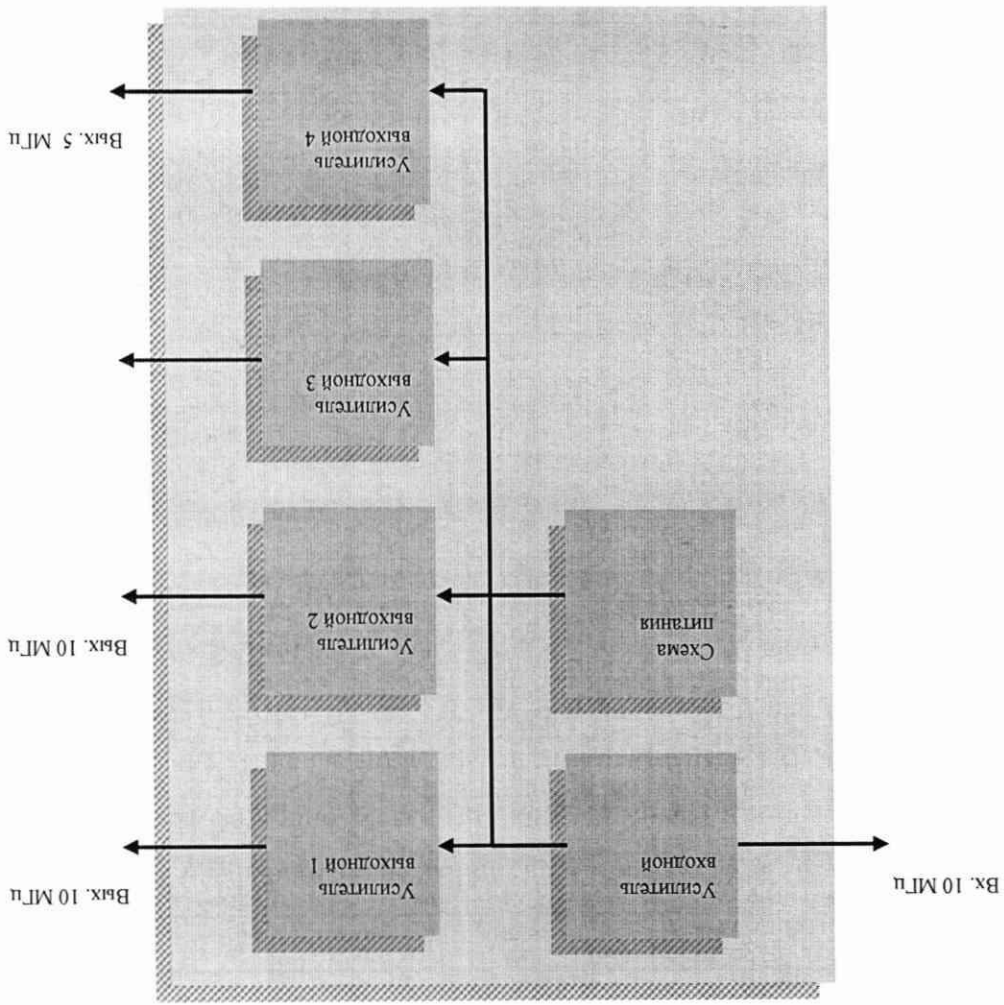 Вх. 10 МГц
Усилитель
входной
Усилитель
выходной 1
Вых. 10 МГц
Схема
питания
Усилитель
выходной 2
Вых. 10 МГц
Усилитель
выходной 3
Усилитель
выходной 4
Вых. 5 МГц